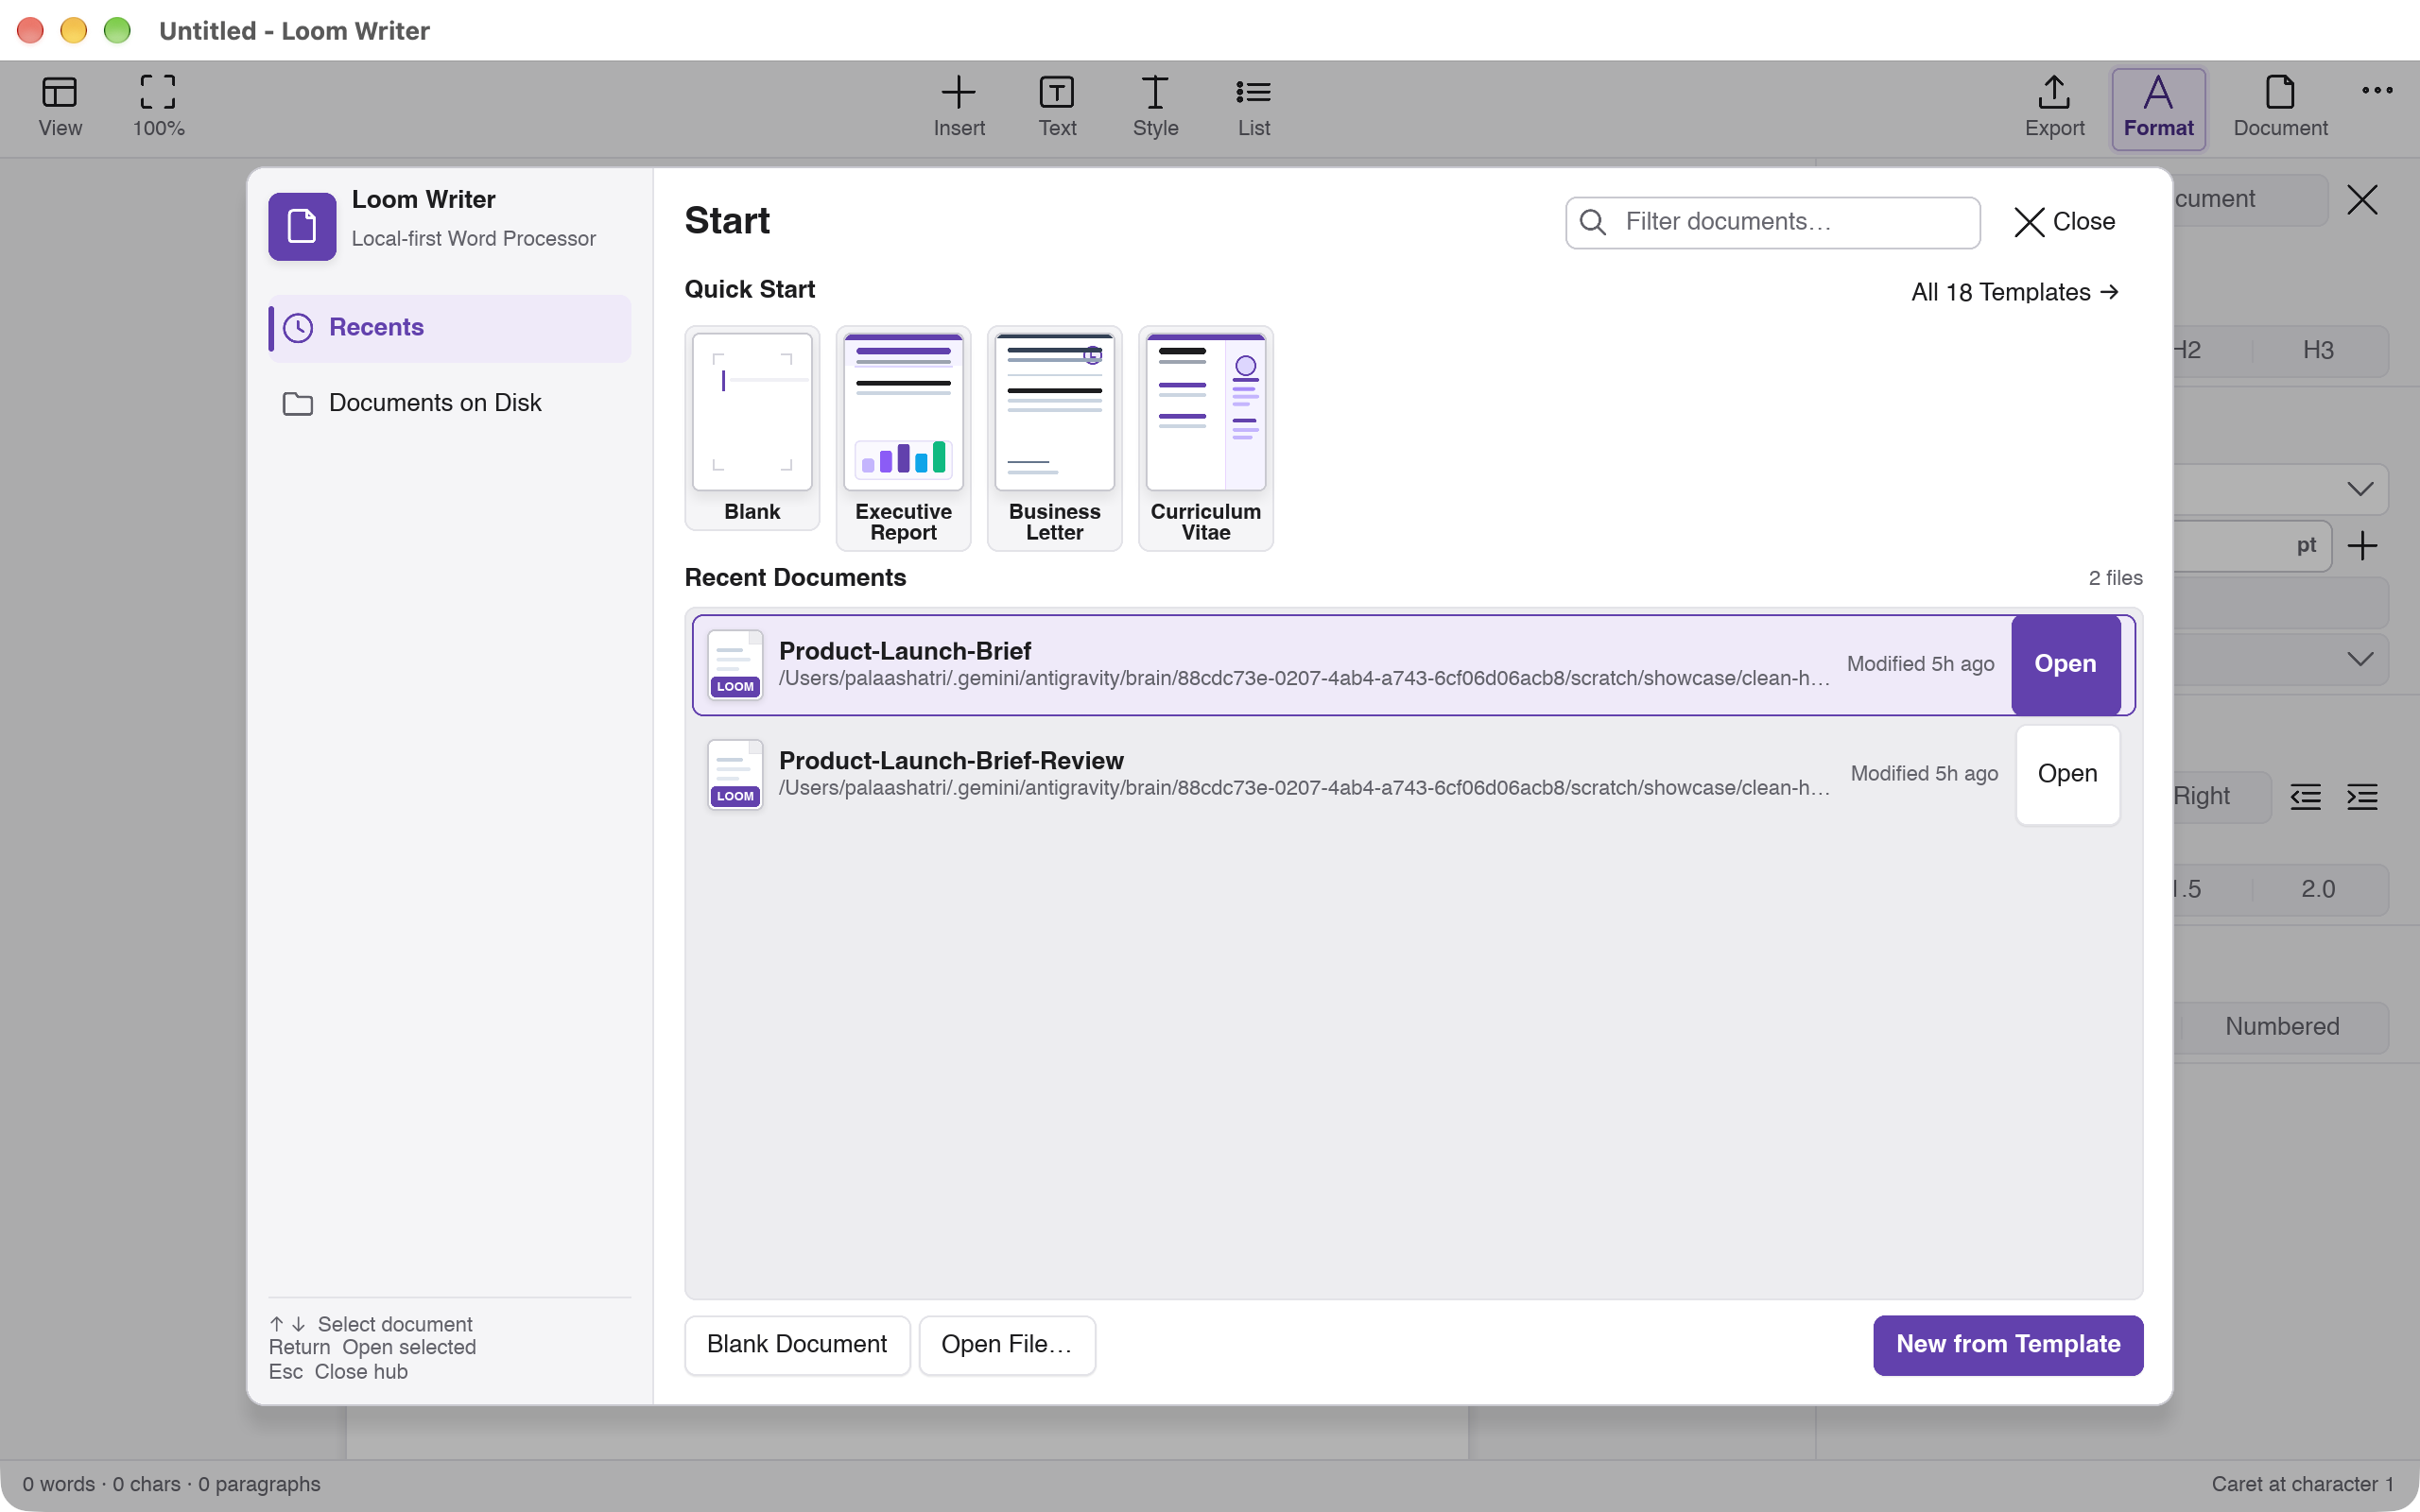 Untitled - Loom Writer
View
100%
Insert
Text
Style
List
Export
Format
Document
Loom Writer
Local-first Word Processor
Recents
Documents on Disk
↑ ↓ Select document
Return Open selected
Esc Close hub
Start
Filter documents…
Close
Quick Start
All 18 Templates →
Blank
Executive
Report
Business
Letter
Curriculum
Vitae
Recent Documents
2 files
LOOM
Product-Launch-Brief
/Users/palaashatri/.gemini/antigravity/brain/88cdc73e-0207-4ab4-a743-6cf06d06acb8/scratch/showcase/clean-h…
Modified 5h ago
Open
LOOM
Product-Launch-Brief-Review
/Users/palaashatri/.gemini/antigravity/brain/88cdc73e-0207-4ab4-a743-6cf06d06acb8/scratch/showcase/clean-h…
Modified 5h ago
Open
Blank Document
Open File…
New from Template
cument
H2
H3
pt
Right
1.5
2.0
Numbered
0 words · 0 chars · 0 paragraphs
Caret at character 1